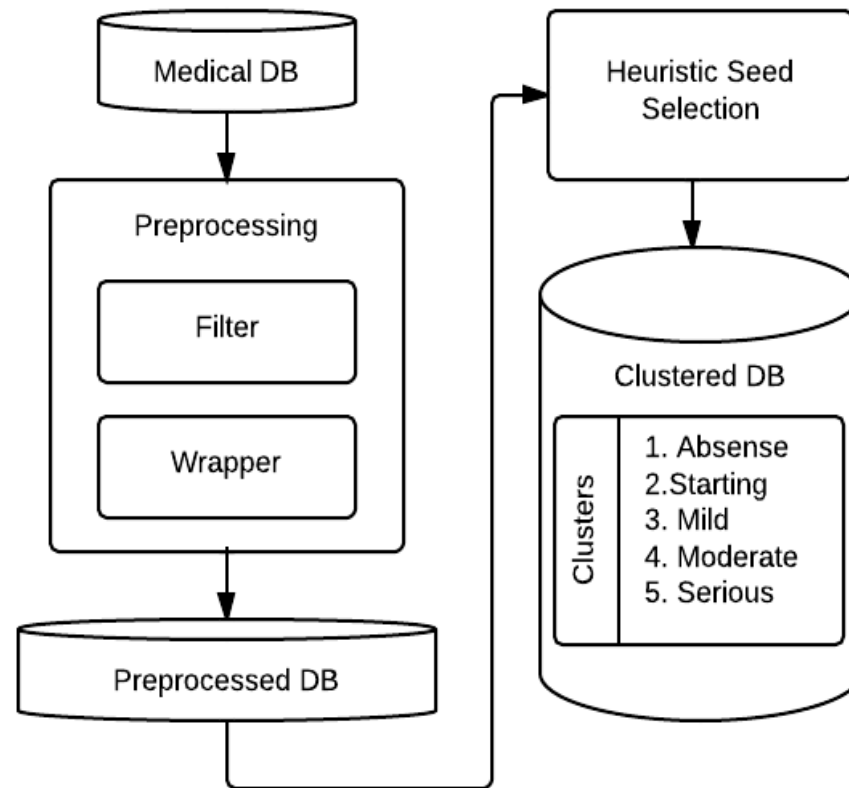 Medical DB
Preprocessing
Filter
Wrapper
Preprocessed DB
Heuristic Seed
Selection
Clustered DB
Clusters
1. Absense
2.Starting
3. Mild
4. Moderate
5. Serious